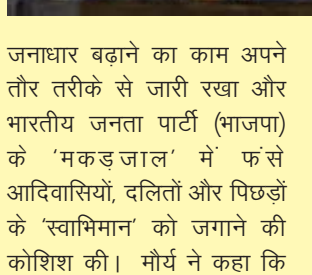 जनाधार बढ़ाने का काम अपने
तौर तरीके से जारी रखा और
भारतीय जनता पार्टी (भाजपा)
के 'मकड़जाल' में फंसे
आदिवासियों, दलितों और पिछड़ों
के 'स्वाभिमान' को जगाने की
कोशिश की। मौर्य ने कहा कि